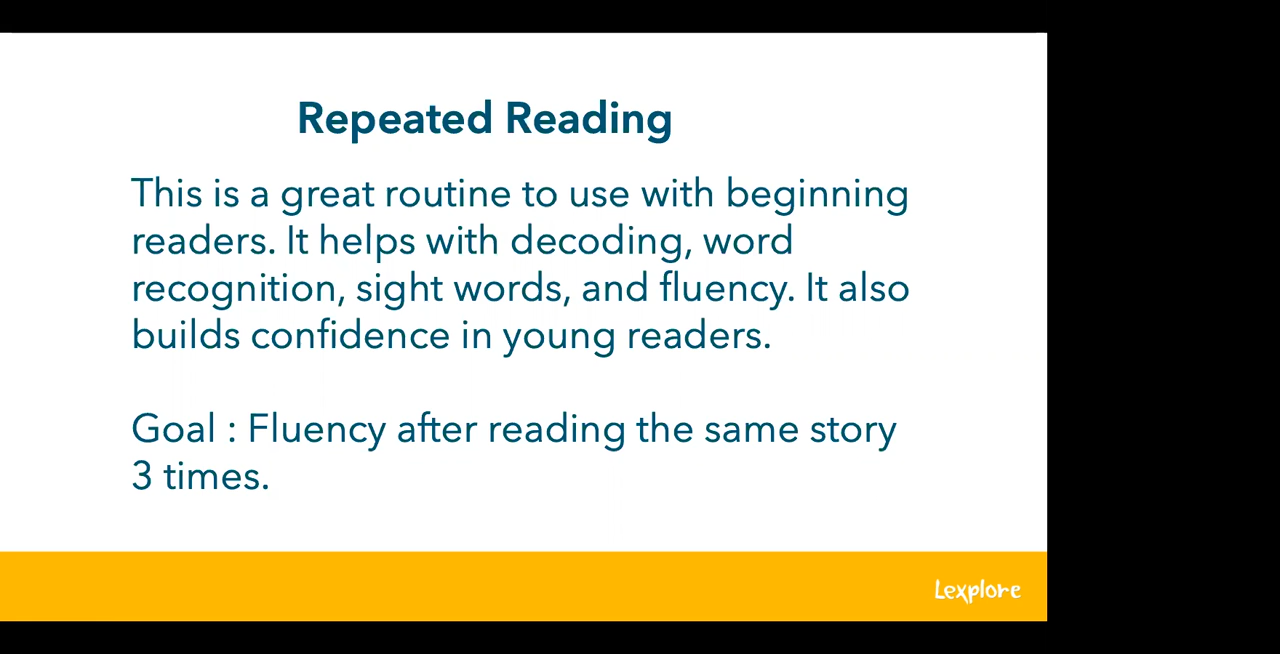 Repeated Reading
This is a great routine to use with beginning
readers. It helps with decoding, word
recognition, sight words, and fluency. It also
builds confidence in young readers.
Goal : Fluency after reading the same story
3 times.
Lexplore